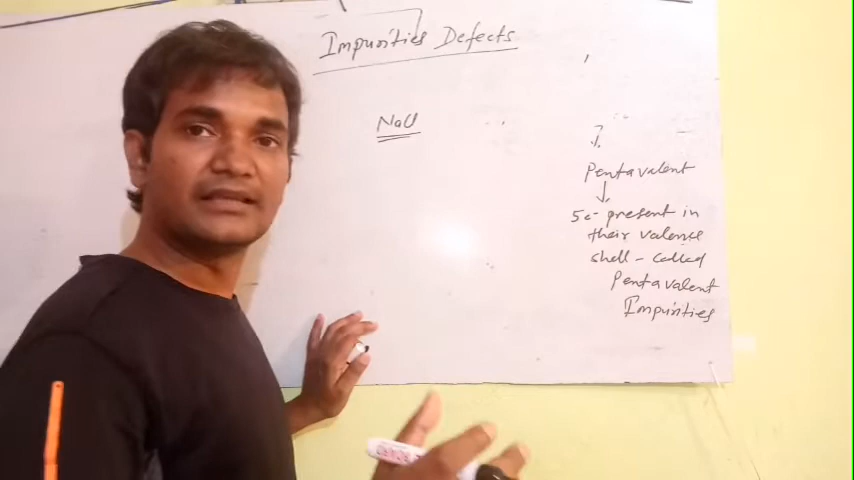 Impurities Defects
NaCl
?
Pentavalent
↓
5e- present in
their valence
shell - called
Pentavalent
Impurities